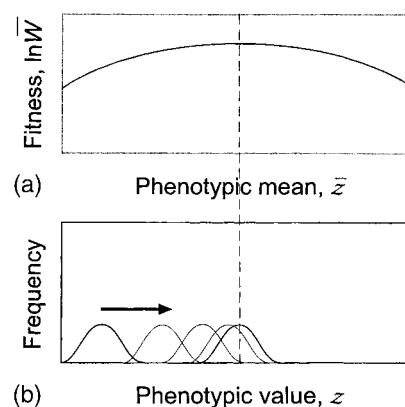 Fitness, ln W̅
(a)
Phenotypic mean, z̅
Frequency
(b)
Phenotypic value, z